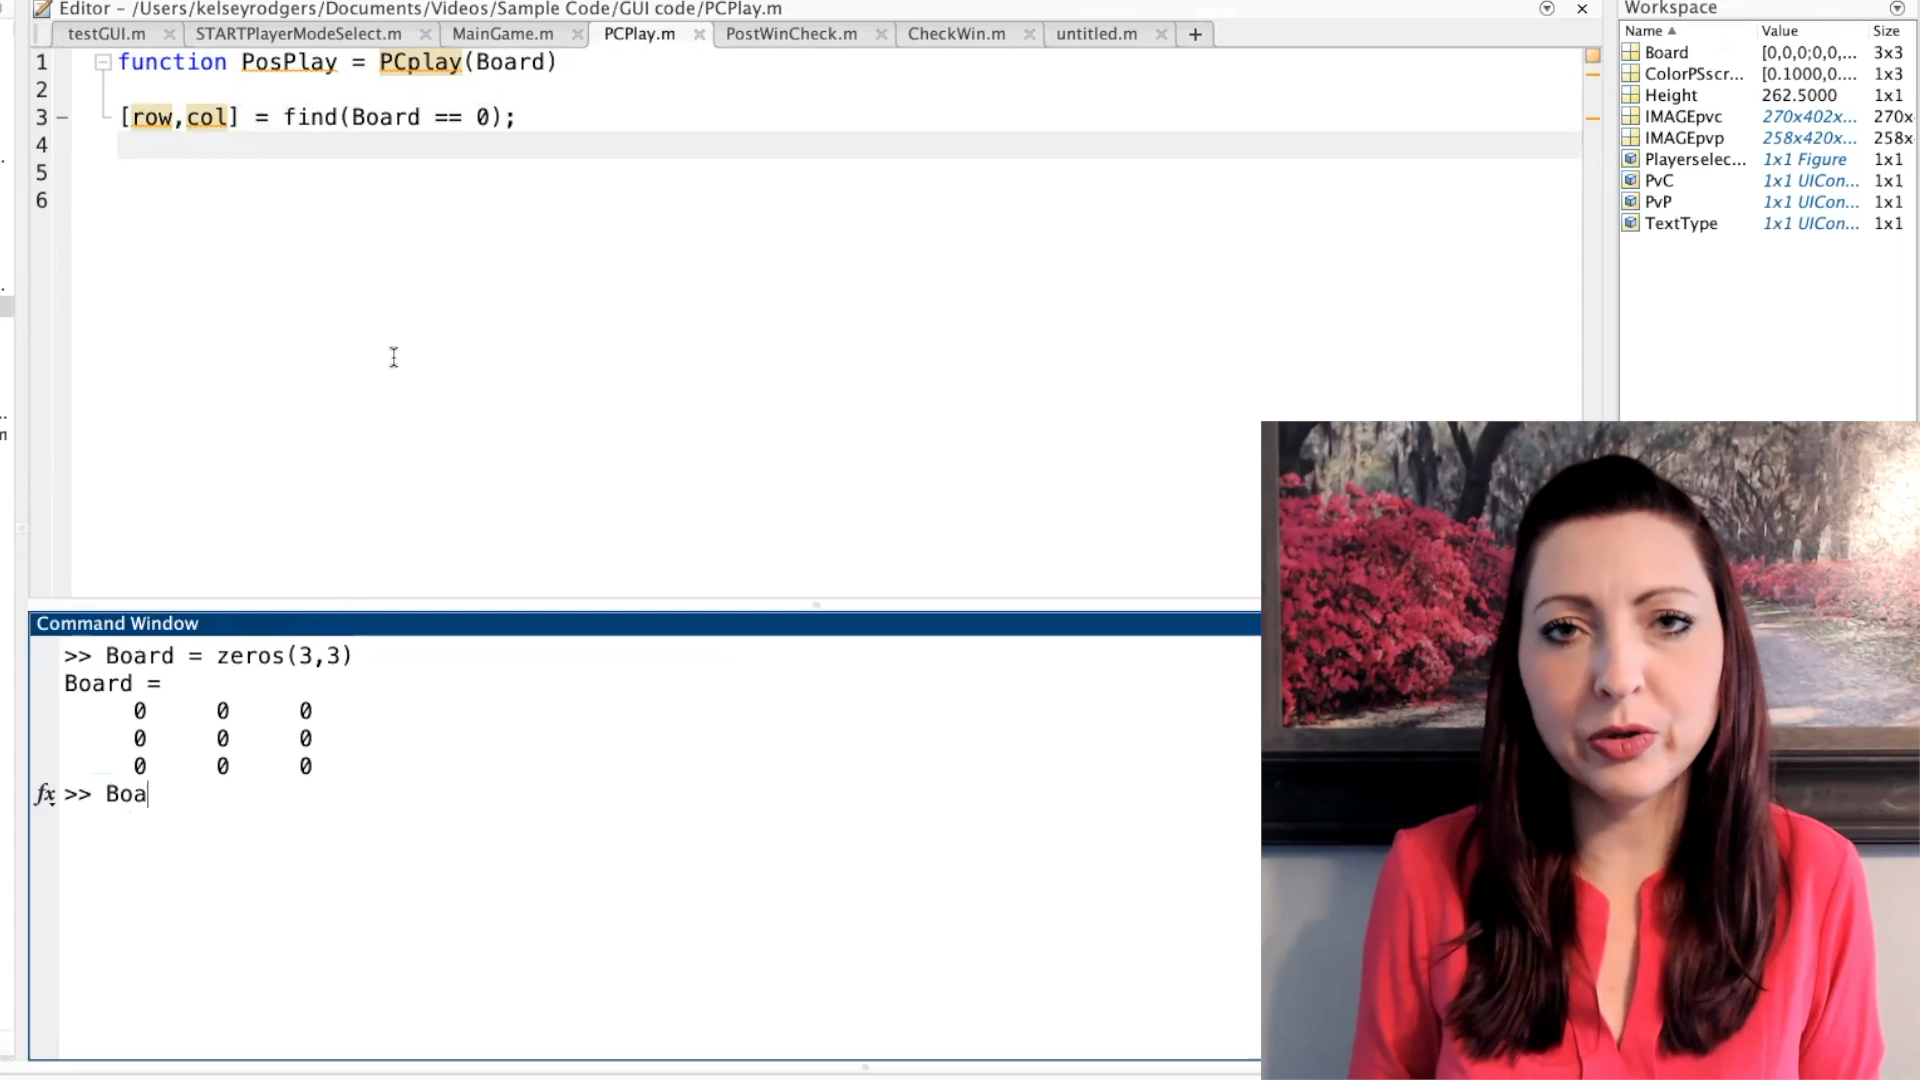 Editor - /Users/kelseyrodgers/Documents/Videos/Sample Code/GUI code/PCPlay.m
testGUI.m STARTPlayerModeSelect.m MainGame.m PCPlay.m PostWinCheck.m CheckWin.m untitled.m +
1 function PosPlay = PCplay(Board)
2
3 [row,col] = find(Board == 0);
4
5
6
Command Window
>> Board = zeros(3,3)
Board =
0 0 0
0 0 0
0 0 0
fx >> Boa
Workspace
Name Value Size
Board [0,0,0;0,0,... 3x3
ColorPSscr... [0.1000,0.... 1x3
Height 262.5000 1x1
IMAGEpvc 270x402x... 270x
IMAGEpvp 258x420x... 258x
Playerselec... 1x1 Figure 1x1
PvC 1x1 UICon... 1x1
PvP 1x1 UICon... 1x1
TextType 1x1 UICon... 1x1